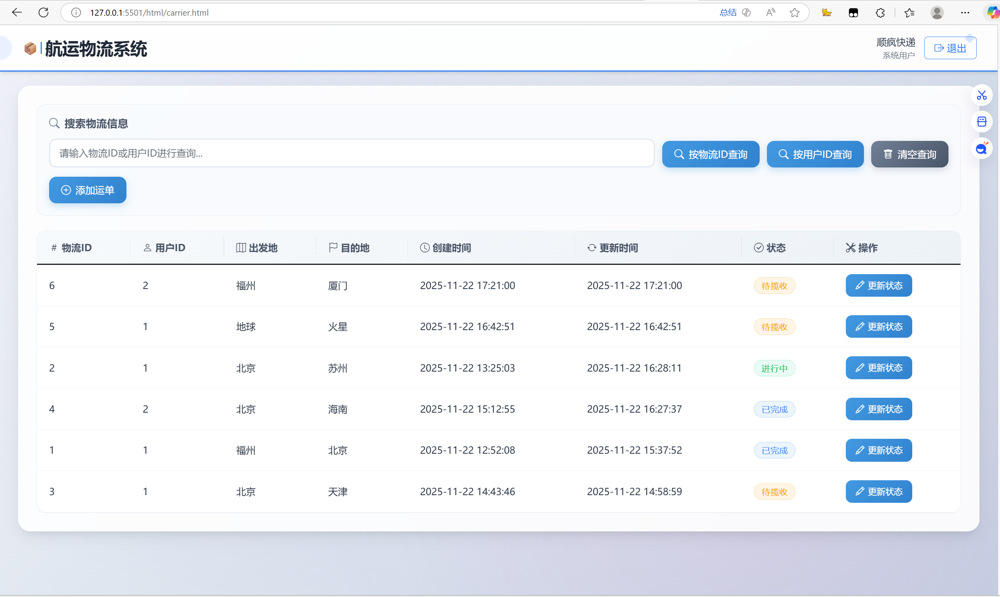 127.0.0.1:5501/html/carrier.html 总结
航运物流系统
顺疯快递
系统用户
退出
搜索物流信息
请输入物流ID或用户ID进行查询...
按物流ID查询 按用户ID查询 清空查询
添加运单
# 物流ID 用户ID 出发地 目的地 创建时间 更新时间 状态 操作
6 2 福州 厦门 2025-11-22 17:21:00 2025-11-22 17:21:00 待揽收 更新状态
5 1 地球 火星 2025-11-22 16:42:51 2025-11-22 16:42:51 待揽收 更新状态
2 1 北京 苏州 2025-11-22 13:25:03 2025-11-22 16:28:11 进行中 更新状态
4 2 北京 海南 2025-11-22 15:12:55 2025-11-22 16:27:37 已完成 更新状态
1 1 福州 北京 2025-11-22 12:52:08 2025-11-22 15:37:52 已完成 更新状态
3 1 北京 天津 2025-11-22 14:43:46 2025-11-22 14:58:59 待揽收 更新状态